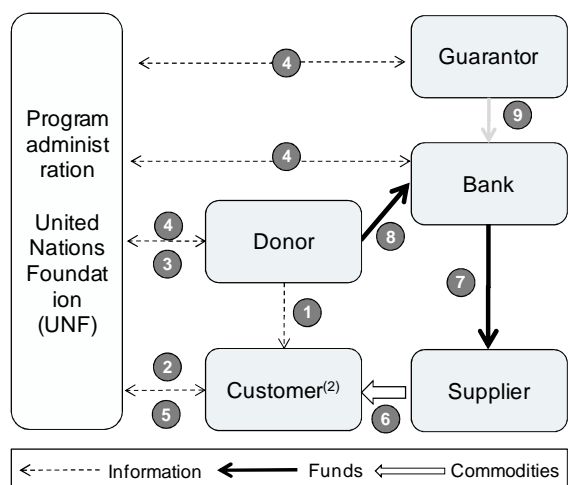 4
Guarantor
9
Program
administ
ration
United
Nations
Foundat
ion
(UNF)
4
Bank
4
3
Donor
8
7
1
2
5
Customer(2)
6
Supplier
Information
Funds
Commodities